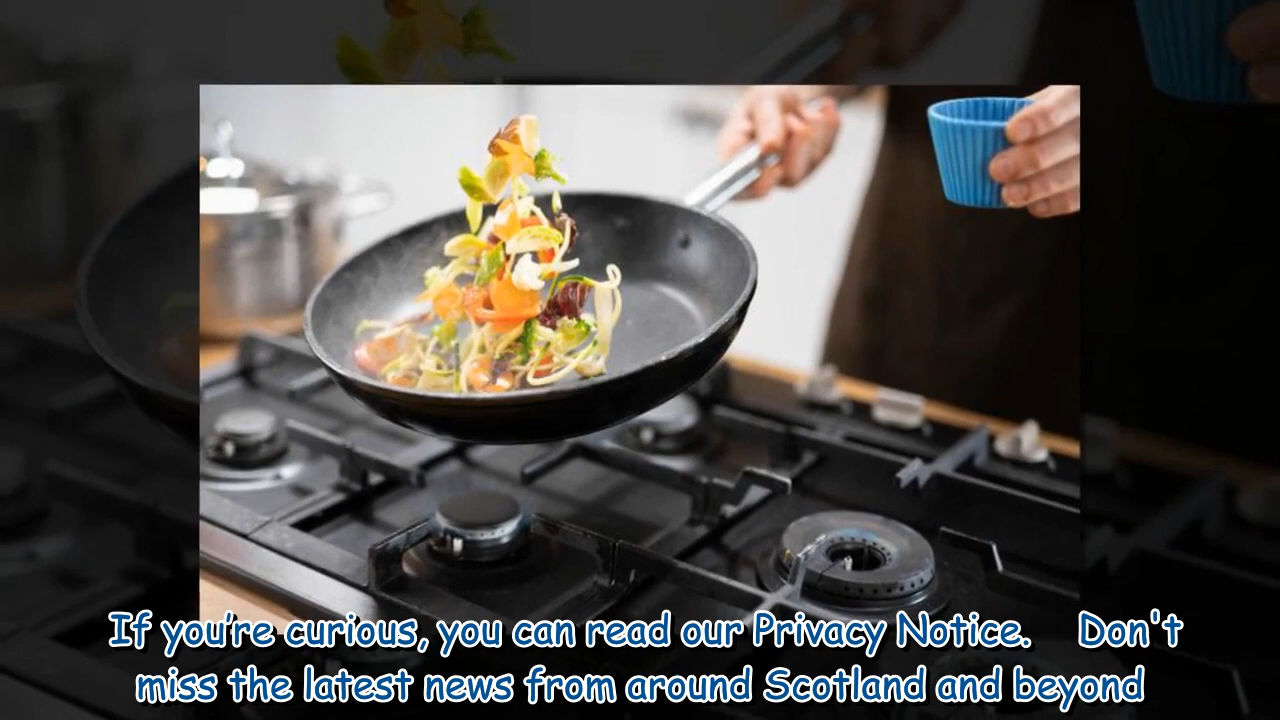 If you’re curious, you can read our Privacy Notice. Don't
miss the latest news from around Scotland and beyond